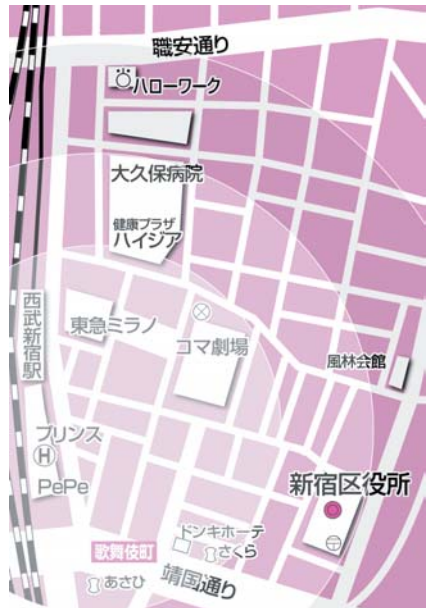 職安通り
ハローワーク
大久保病院
健康プラザ
ハイジア
西武新宿駅
東急ミラノ
コマ劇場
風林会館
プリンス
H
PePe
新宿区役所
ドンキホーテ
さくら
歌舞伎町
あさひ
靖国通り